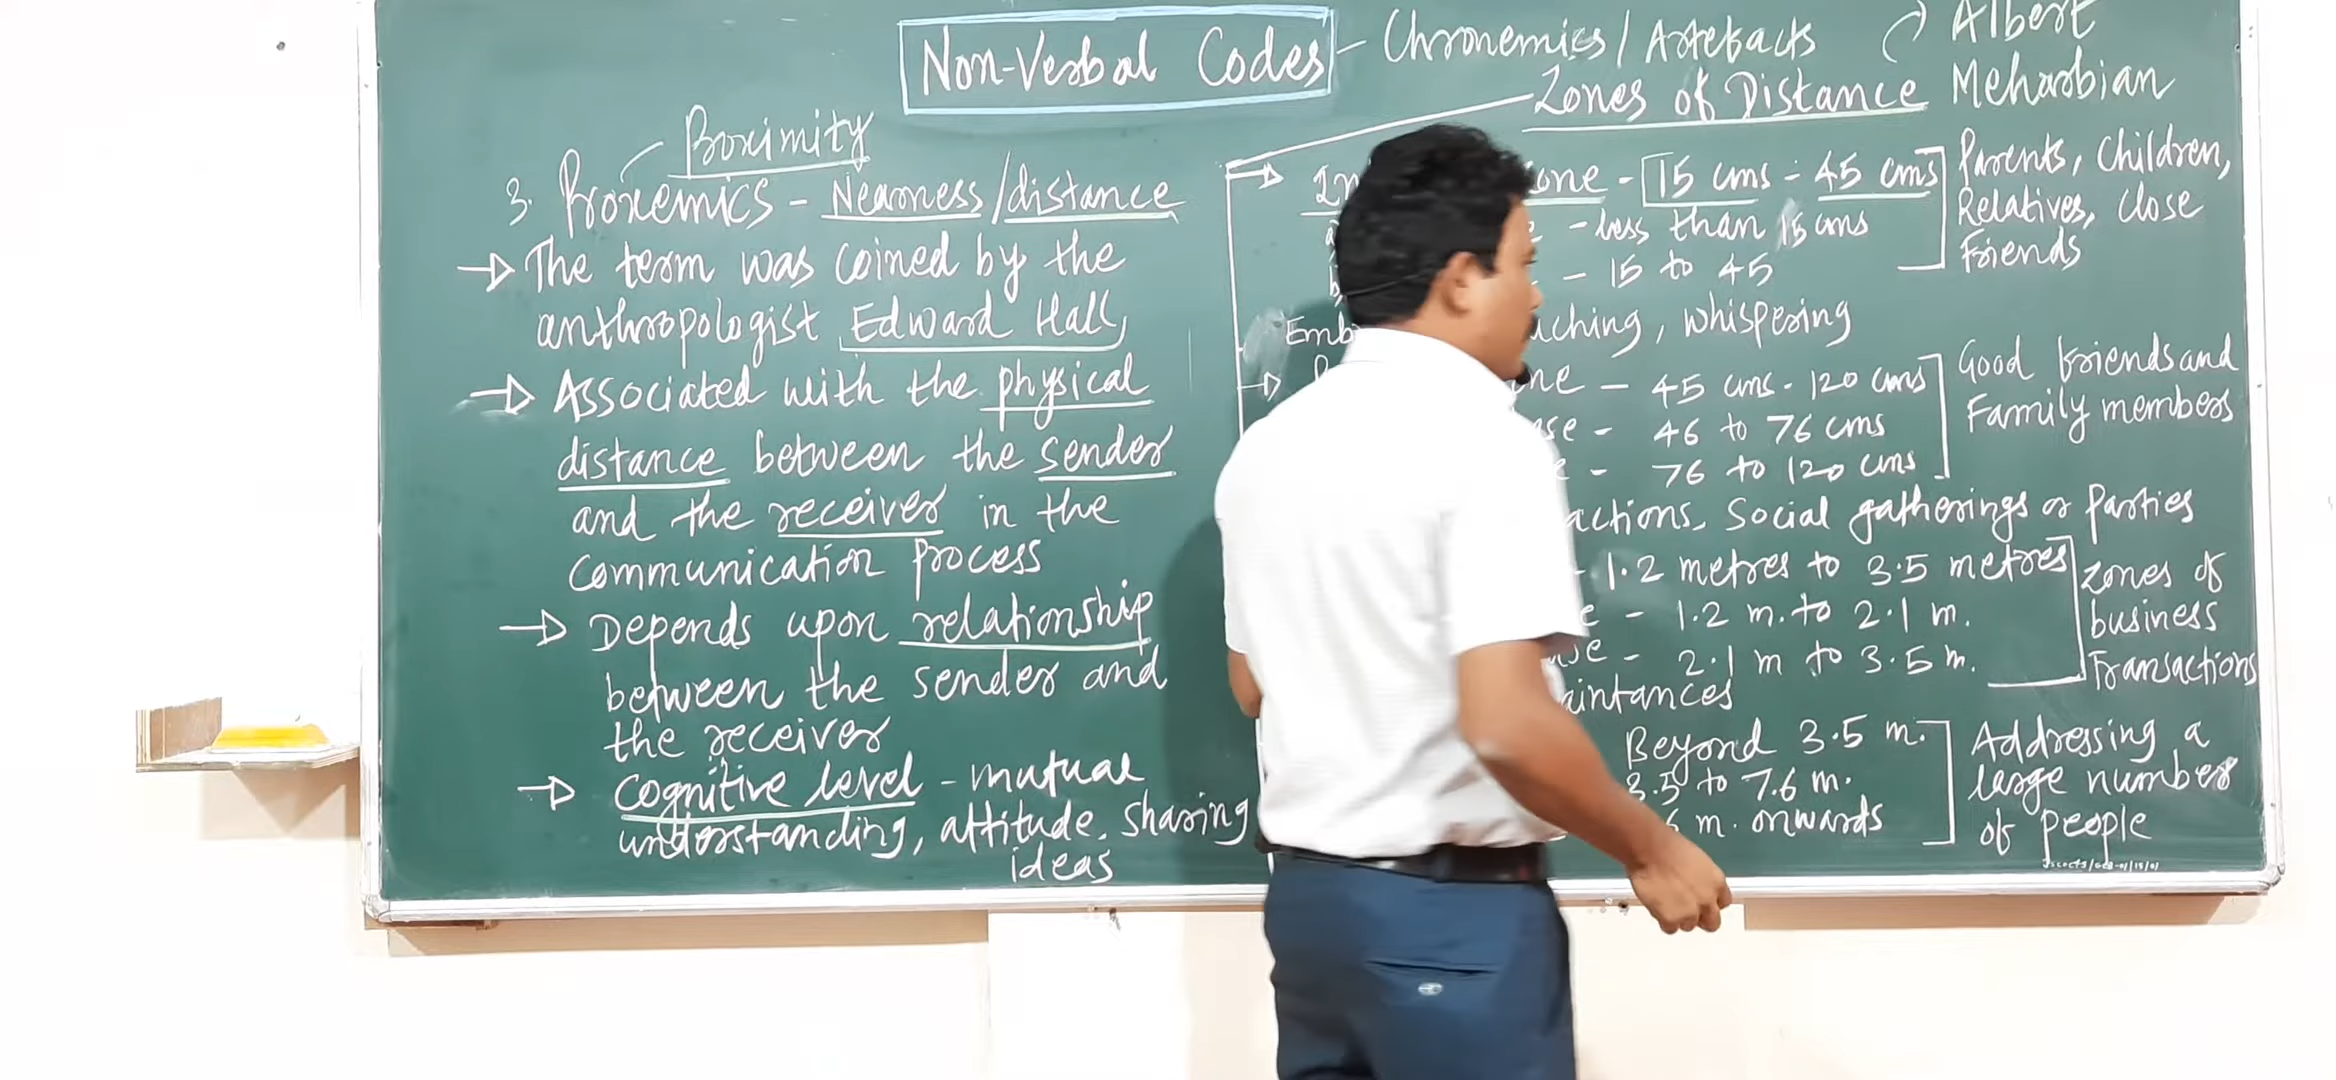 Non-Verbal Codes - Chronemics / Artefacts
Albert
Meharbian
Proximity
3. Proxemics - Nearness / distance
→ The term was coined by the
anthropologist Edward Hall,
→ Associated with the physical
distance between the sender
and the receiver in the
communication process
→ Depends upon relationship
between the sender and
the receiver
→ Cognitive level - mutual
understanding, attitude, sharing
ideas
Zones of Distance
one - 15 cms - 45 cms
- less than 15 cms
- 15 to 45
Parents, Children,
Relatives, Close
Friends
whispering
- 45 cms - 120 cms
- 46 to 76 cms
- 76 to 120 cms
Good friends and
Family members
Social gatherings or Parties
- 1.2 metres to 3.5 metres
- 1.2 m. to 2.1 m.
- 2.1 m to 3.5 m.
Zones of
business
Transactions
Beyond 3.5 m.
3.5 to 7.6 m.
m. onwards
Addressing a
large number
of people